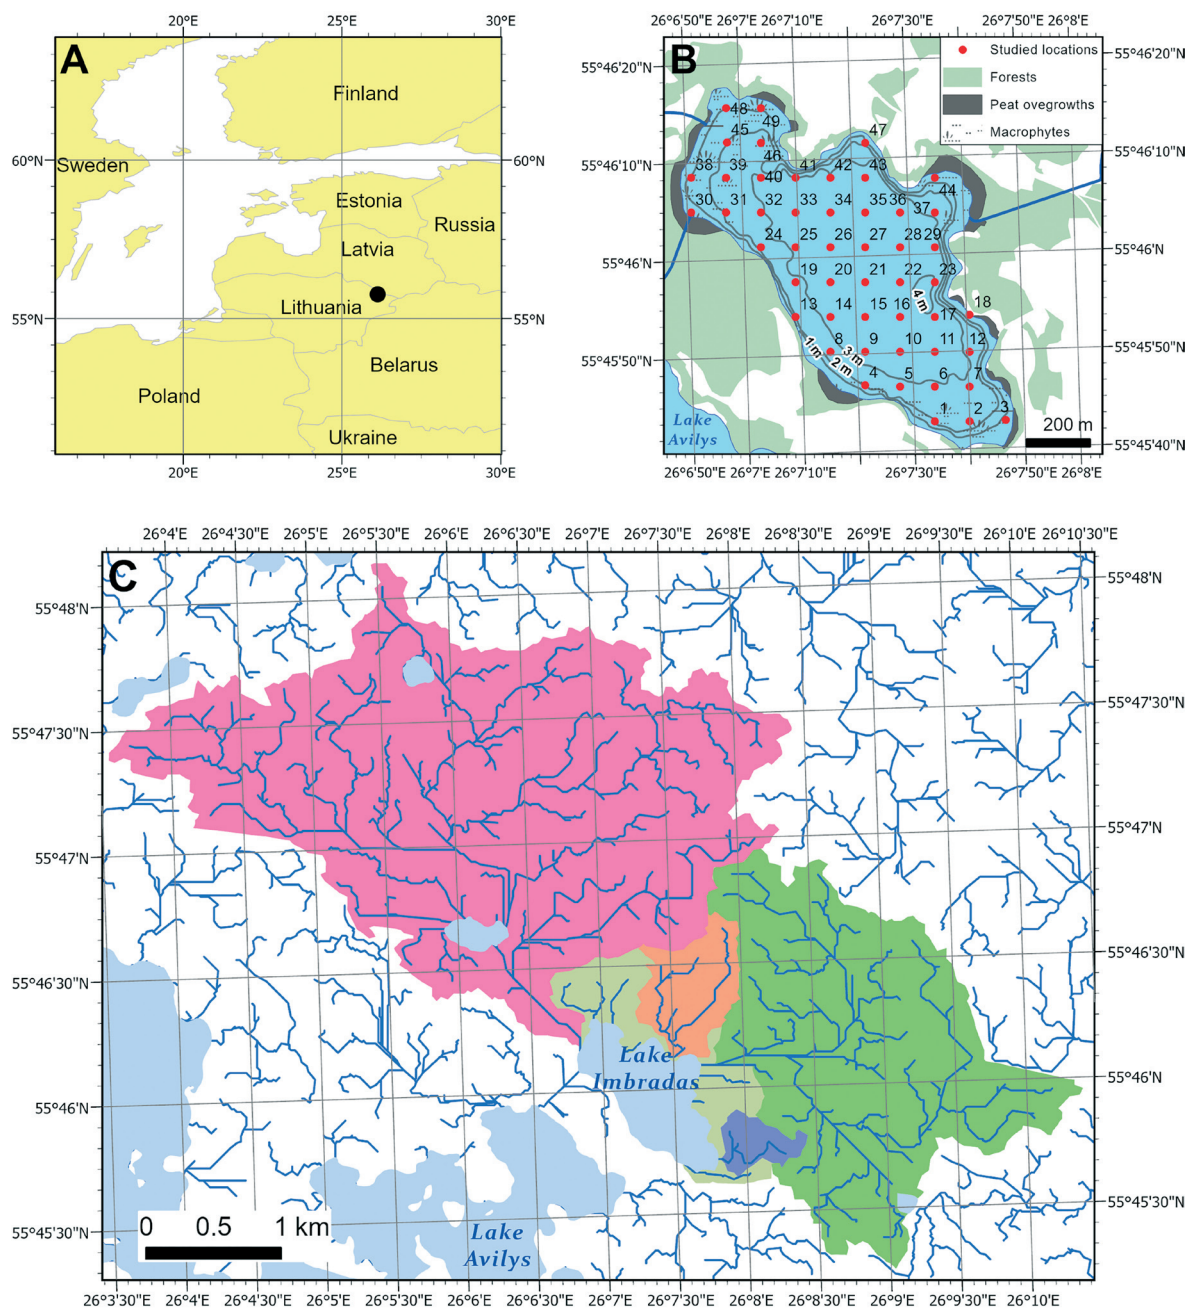 20°E 25°E 30°E
A
Finland
60°N 60°N
Sweden
Estonia
Russia
Latvia
Lithuania
55°N 55°N
Belarus
Poland
Ukraine
20°E 25°E 30°E
26°6'50"E 26°7'E 26°7'10"E 26°7'30"E 26°7'50"E 26°8'E
B
Studied locations
Forests
Peat ovegrowths
Macrophytes
55°46'20"N 55°46'20"N
55°46'10"N 55°46'10"N
55°46'N 55°46'N
55°45'50"N 55°45'50"N
55°45'40"N
48
49
45 47
46
38 39 40 41 42 43
44
30 31 32 33 34 35 36 37
24 25 26 27 28 29
19 20 21 22 23
4 m
13 14 15 16 17 18
8 9 10 11 12
1 m 2 m 3 m
4 5 6 7
1 2 3
Lake
Avilys
200 m
26°6'50"E 26°7'E 26°7'10"E 26°7'30"E 26°7'50"E 26°8'E
26°4'E 26°4'30"E 26°5'E 26°5'30"E 26°6'E 26°6'30"E 26°7'E 26°7'30"E 26°8'E 26°8'30"E 26°9'E 26°9'30"E 26°10'E 26°10'30"E
C
55°48'N 55°48'N
55°47'30"N 55°47'30"N
55°47'N 55°47'N
55°46'30"N 55°46'30"N
55°46'N 55°46'N
55°45'30"N 55°45'30"N
Lake
Imbradas
0 0.5 1 km
Lake
Avilys
26°3'30"E 26°4'E 26°4'30"E 26°5'E 26°5'30"E 26°6'E 26°6'30"E 26°7'E 26°7'30"E 26°8'E 26°8'30"E 26°9'E 26°9'30"E 26°10'E